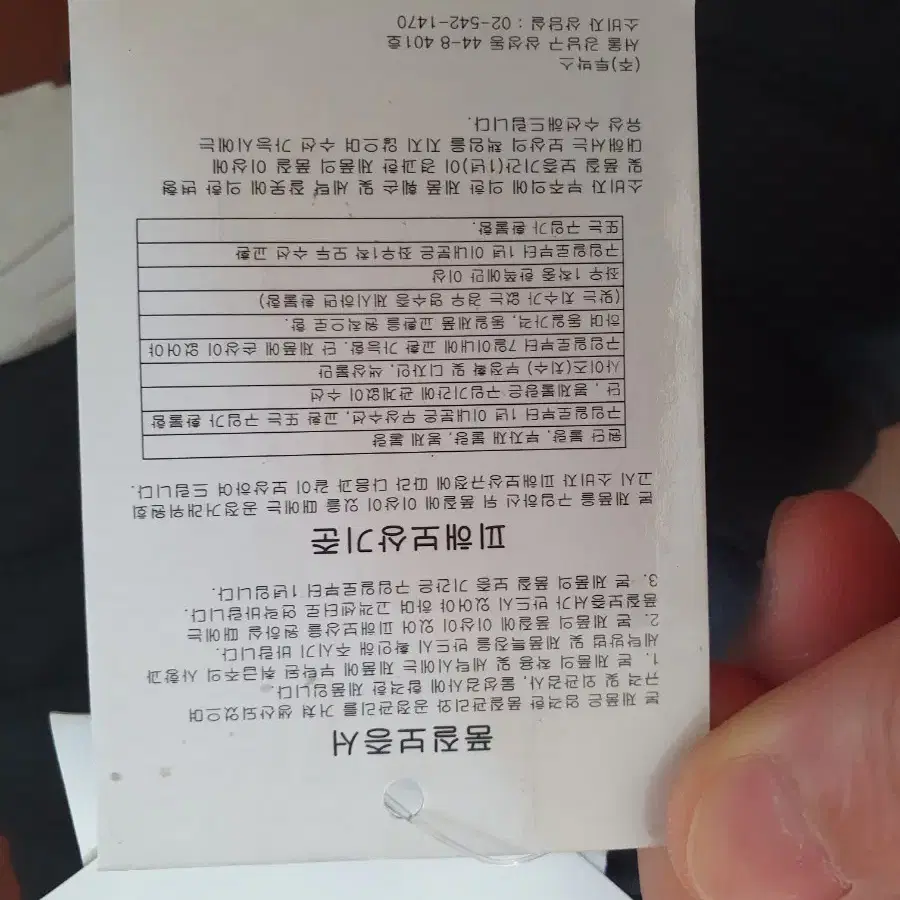 품질보증서
본 제품은 엄격한 품질관리와 공정관리를 거쳐 생산되었으며
규격 및 외관검사, 물성검사에 합격한 제품입니다.
1. 본 제품의 착용 및 세탁시에는 제품에 부탁된 취급주의 사항과
세탁방법 및 제품특징을 반드시 확인해 주시기 바랍니다.
2. 본 제품의 품질에 이상이 있어 피해보상을 원하실 때에는
품질보증서가 반드시 있어야 하며 고객센터로 연락바랍니다.
3. 본 제품의 품질 보증 기간은 구입일로부터 1년입니다.
피해보상기준
본 제품을 구입하신 뒤 품질에 이상이 있을 때에는 공정거래위원회
고시 소비자 피해보상규정에 따라 다음과 같이 보상하여 드립니다.
원단 불량, 부자재 불량, 봉제 불량
구입일로부터 1년 이내분은 무상수선, 교환 또는 구입가 환불함
단, 봉제불량은 구입기간에 관계없이 수선
사이즈(치수) 부정확 및 디자인, 색상불만
구입일로부터 7일이내에 교환 가능함. 단 제품에 손상이 없어야
하며 동일가격, 동일제품 교환을 원칙으로 함.
(맞는 치수가 없는 경우 영수증 제시하면 환불함)
좌우 1착중 한쪽에만 이상
구입일로부터 1년 이내분은 좌우1착 모두 수선 교환
또는 구입가 환불함.
소비자 부주의에 의한 제품 훼손 및 세탁 잘못에 의한 변형
및 품질 보증기간(1년)이 경과한 제품의 품질 이상에
대해서는 보상의 책임을 지지 않으며 수선 가능시에는
유상 수선해드립니다.
(주)투박스
서울 강남구 삼성동 44-8 401호
소비자 상담실 : 02-542-1470